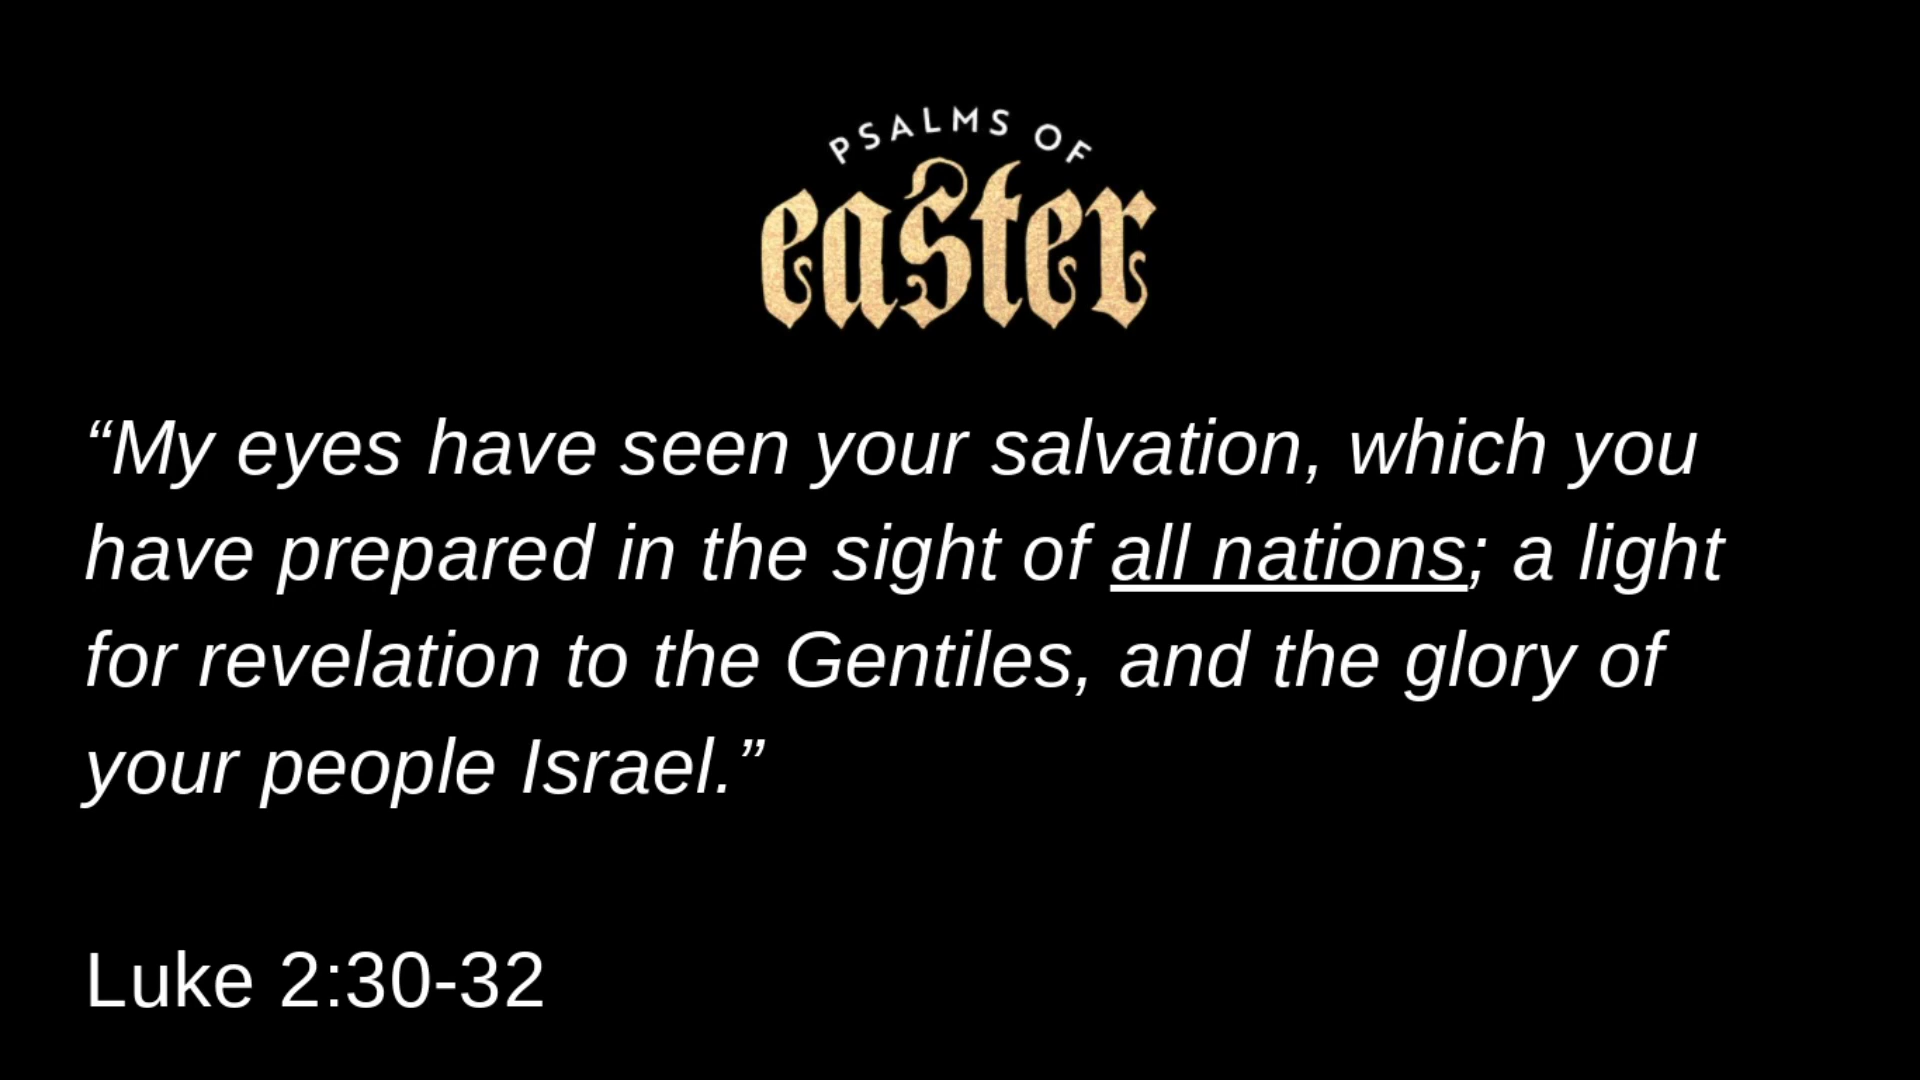 PSALMS OF
easter
“My eyes have seen your salvation, which you
have prepared in the sight of all nations; a light
for revelation to the Gentiles, and the glory of
your people Israel.”
Luke 2:30-32